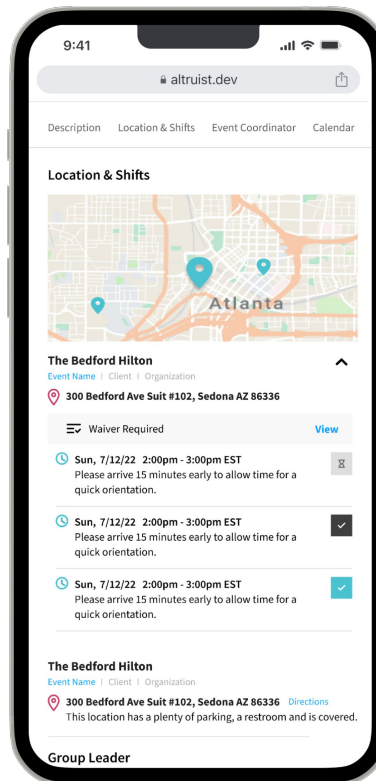 9:41
altruist.dev
Description Location & Shifts Event Coordinator Calendar
Location & Shifts
Atlanta
The Bedford Hilton
Event Name | Client | Organization
300 Bedford Ave Suit #102, Sedona AZ 86336
Waiver Required View
Sun, 7/12/22 2:00pm - 3:00pm EST
Please arrive 15 minutes early to allow time for a
quick orientation.
Sun, 7/12/22 2:00pm - 3:00pm EST
Please arrive 15 minutes early to allow time for a
quick orientation.
Sun, 7/12/22 2:00pm - 3:00pm EST
Please arrive 15 minutes early to allow time for a
quick orientation.
The Bedford Hilton
Event Name | Client | Organization
300 Bedford Ave Suit #102, Sedona AZ 86336 Directions
This location has a plenty of parking, a restroom and is covered.
Group Leader